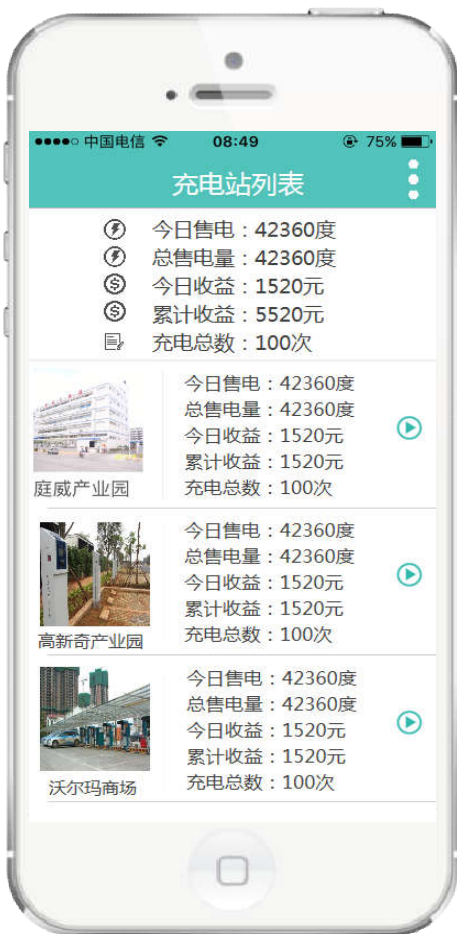 中国电信 08:49 75%
充电站列表
今日售电：42360度
总售电量：42360度
今日收益：1520元
累计收益：5520元
充电总数：100次
今日售电：42360度
总售电量：42360度
今日收益：1520元
累计收益：1520元
充电总数：100次
庭威产业园
今日售电：42360度
总售电量：42360度
今日收益：1520元
累计收益：1520元
充电总数：100次
高新奇产业园
今日售电：42360度
总售电量：42360度
今日收益：1520元
累计收益：1520元
充电总数：100次
沃尔玛商场